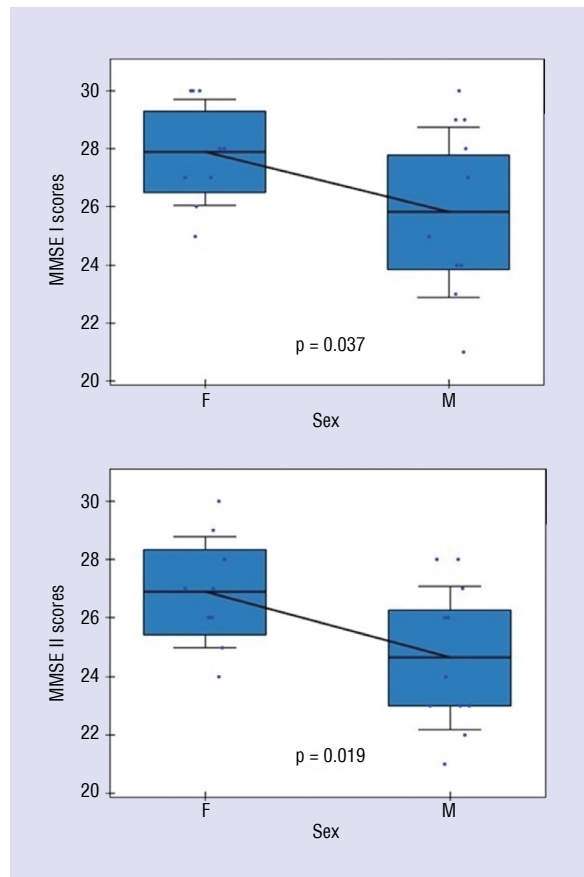 30
28
26
24
22
20
MMSE I scores
p = 0.037
F M
Sex
30
28
26
24
22
20
MMSE II scores
p = 0.019
F M
Sex